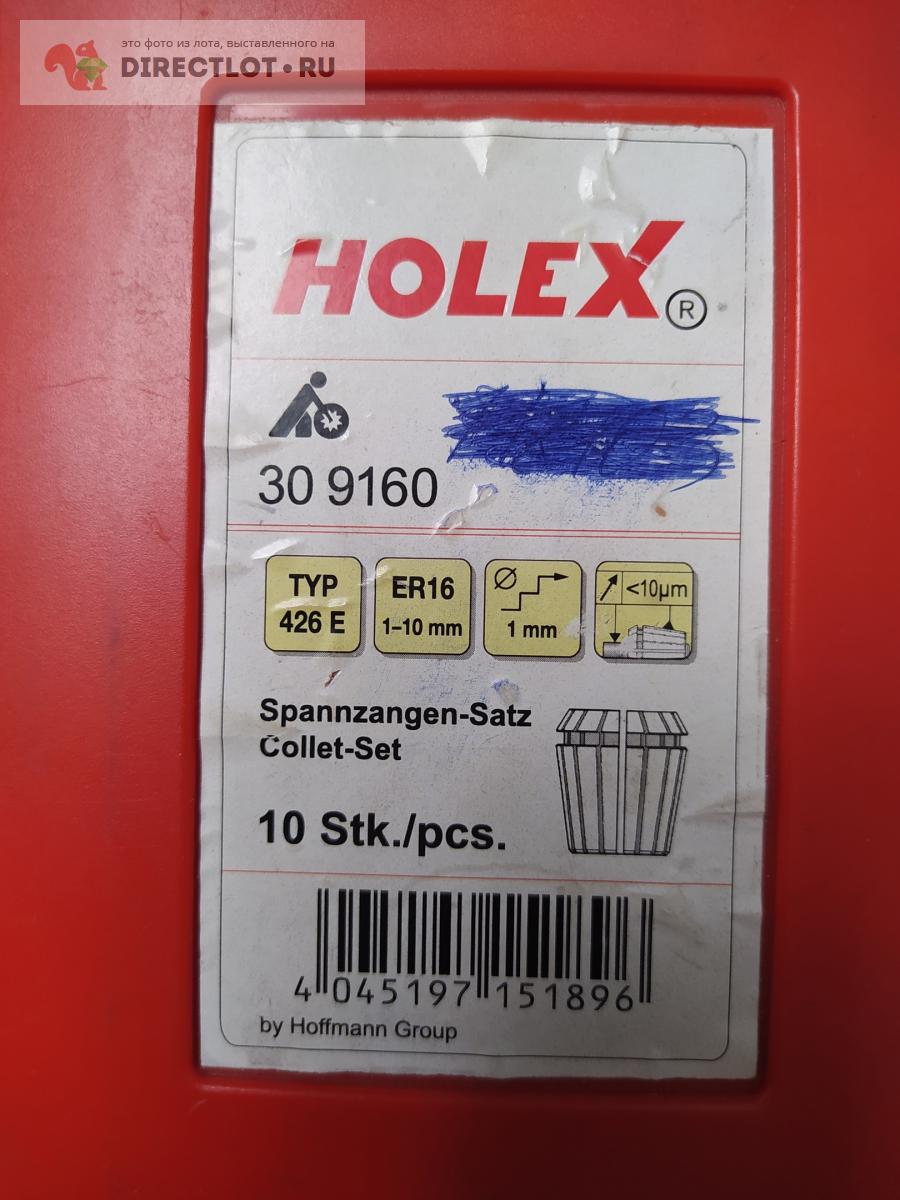 это фото из лота, выставленного на
DIRECTLOT.RU
HOLEX®
30 9160
TYP
426 E
ER16
1–10 mm
Ø
1 mm
<10µm
Spannzangen-Satz
Collet-Set
10 Stk./pcs.
4 045197 151896
by Hoffmann Group